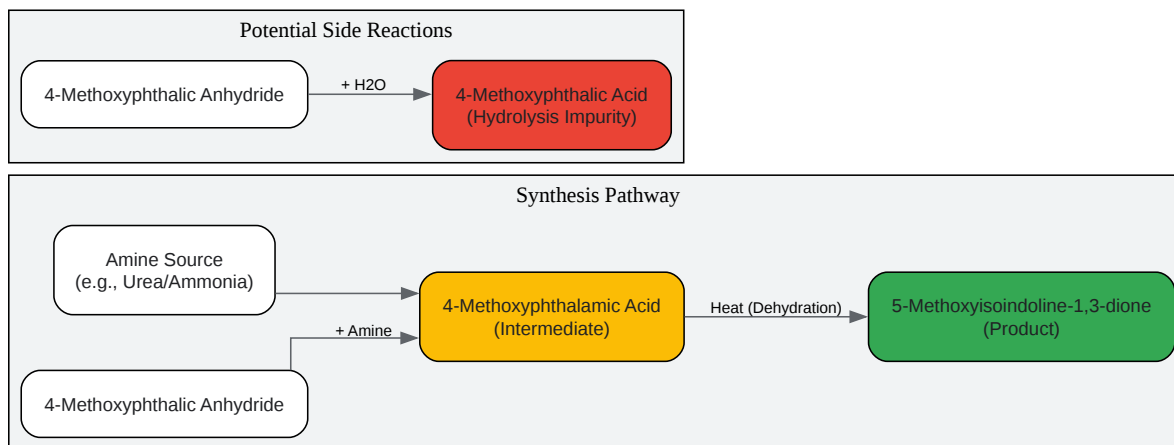 Potential Side Reactions
4-Methoxyphthalic Anhydride
+ H2O
4-Methoxyphthalic Acid
(Hydrolysis Impurity)
Synthesis Pathway
Amine Source
(e.g., Urea/Ammonia)
4-Methoxyphthalic Anhydride
+ Amine
4-Methoxyphthalamic Acid
(Intermediate)
Heat (Dehydration)
5-Methoxyisoindoline-1,3-dione
(Product)